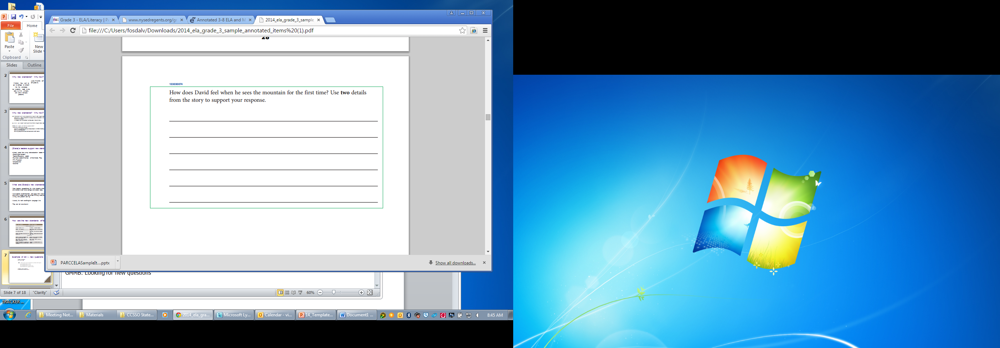 File
Home
Paste
New
Slide
Clipboard
Slides
Outline
2
Why new standards? Why now?
3
Why new standards? Why now?
4
[State]'s leaders support new stand
5
What are [State]'s new standards
6
How are the new standards diffe
7
Example of old v. new questions
Grade 3 - ELA/Literacy | P
www.nysedregents.org/gr
Annotated 3-8 ELA and M
2014_ela_grade_3_sample
file:///C:/Users/fosdalv/Downloads/2014_ela_grade_3_sample_annotated_items%20(1).pdf
28
133030074
How does David feel when he sees the mountain for the first time? Use two details
from the story to support your response.
PARCCELASampleIt....pptx
Show all downloads...
GMMB: Looking for new questions
Slide 7 of 18
"Clarity"
60%
TRACKER ...
Meeting Not...
Materials
CCSSO State...
2014_ela_gra...
Microsoft Ly...
Calendar - vi...
14_Template...
Document1 ...
8:45 AM